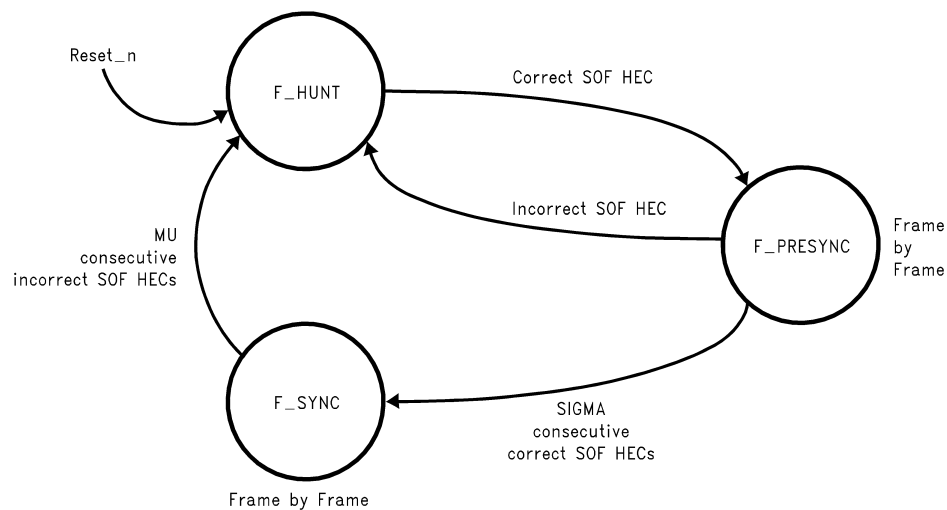 Reset_n
F_HUNT
Correct SOF HEC
Incorrect SOF HEC
F_PRESYNC
Frame
by
Frame
MU
consecutive
incorrect SOF HECs
F_SYNC
SIGMA
consecutive
correct SOF HECs
Frame by Frame